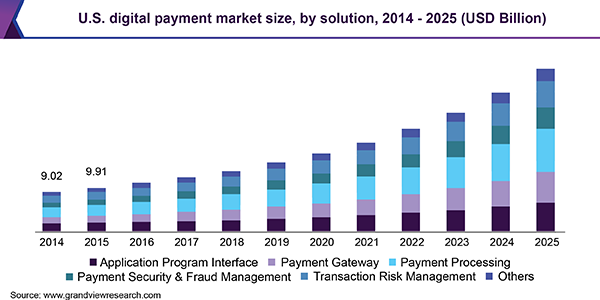 U.S. digital payment market size, by solution, 2014 - 2025 (USD Billion)
9.02
9.91
2014 2015 2016 2017 2018 2019 2020 2021 2022 2023 2024 2025
Application Program Interface Payment Gateway Payment Processing
Payment Security & Fraud Management Transaction Risk Management Others
Source: www.grandviewresearch.com